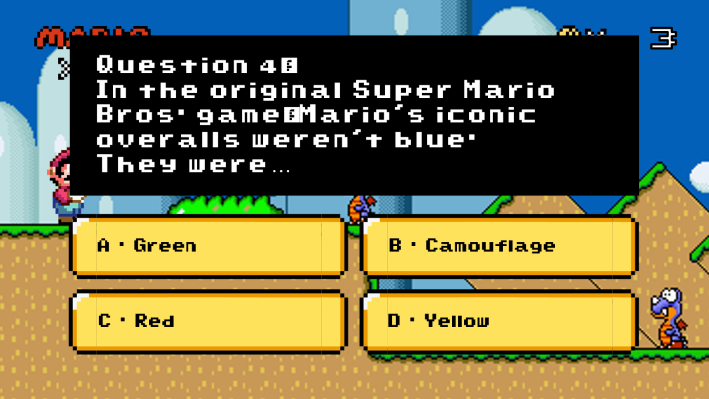 MARIO
3
Question 4
In the original Super Mario
Bros. game Mario's iconic
overalls weren't blue.
They were...
A · Green
B · Camouflage
C · Red
D · Yellow